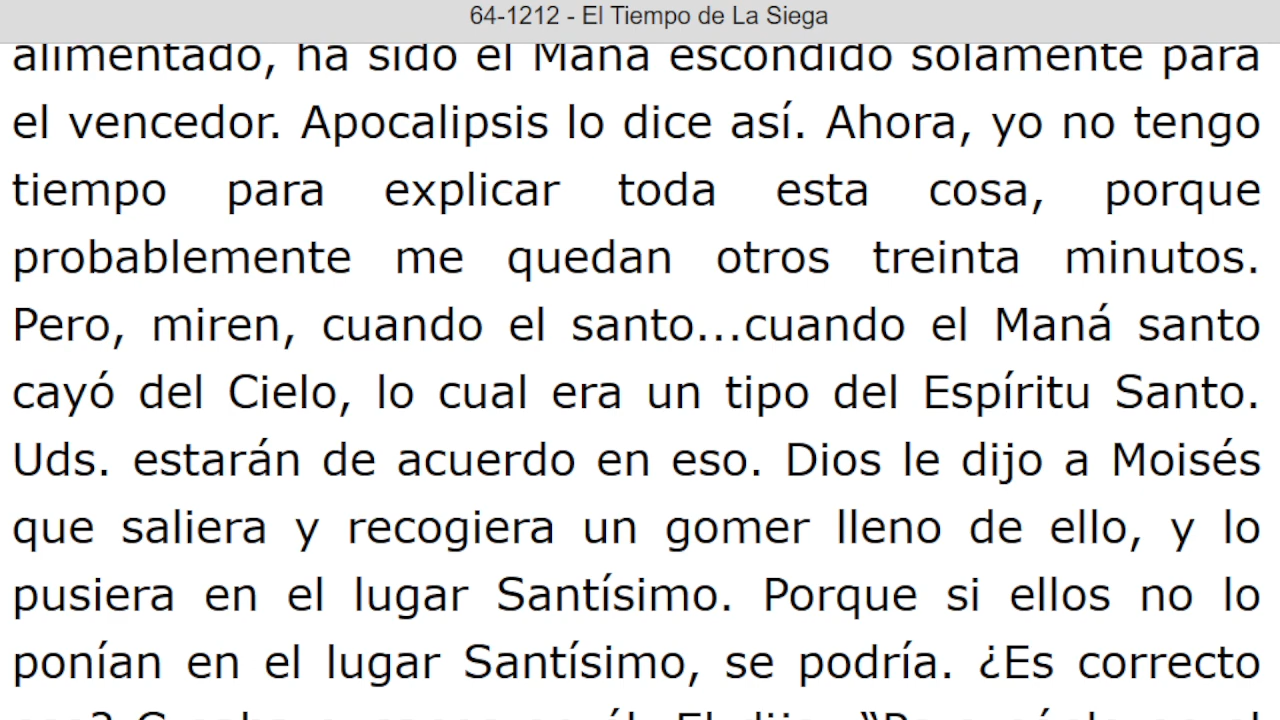 64-1212 - El Tiempo de La Siega
alimentado, ha sido el Maná escondido solamente para
el vencedor. Apocalipsis lo dice así. Ahora, yo no tengo
tiempo para explicar toda esta cosa, porque
probablemente me quedan otros treinta minutos.
Pero, miren, cuando el santo...cuando el Maná santo
cayó del Cielo, lo cual era un tipo del Espíritu Santo.
Uds. estarán de acuerdo en eso. Dios le dijo a Moisés
que saliera y recogiera un gomer lleno de ello, y lo
pusiera en el lugar Santísimo. Porque si ellos no lo
ponían en el lugar Santísimo, se podría. ¿Es correcto